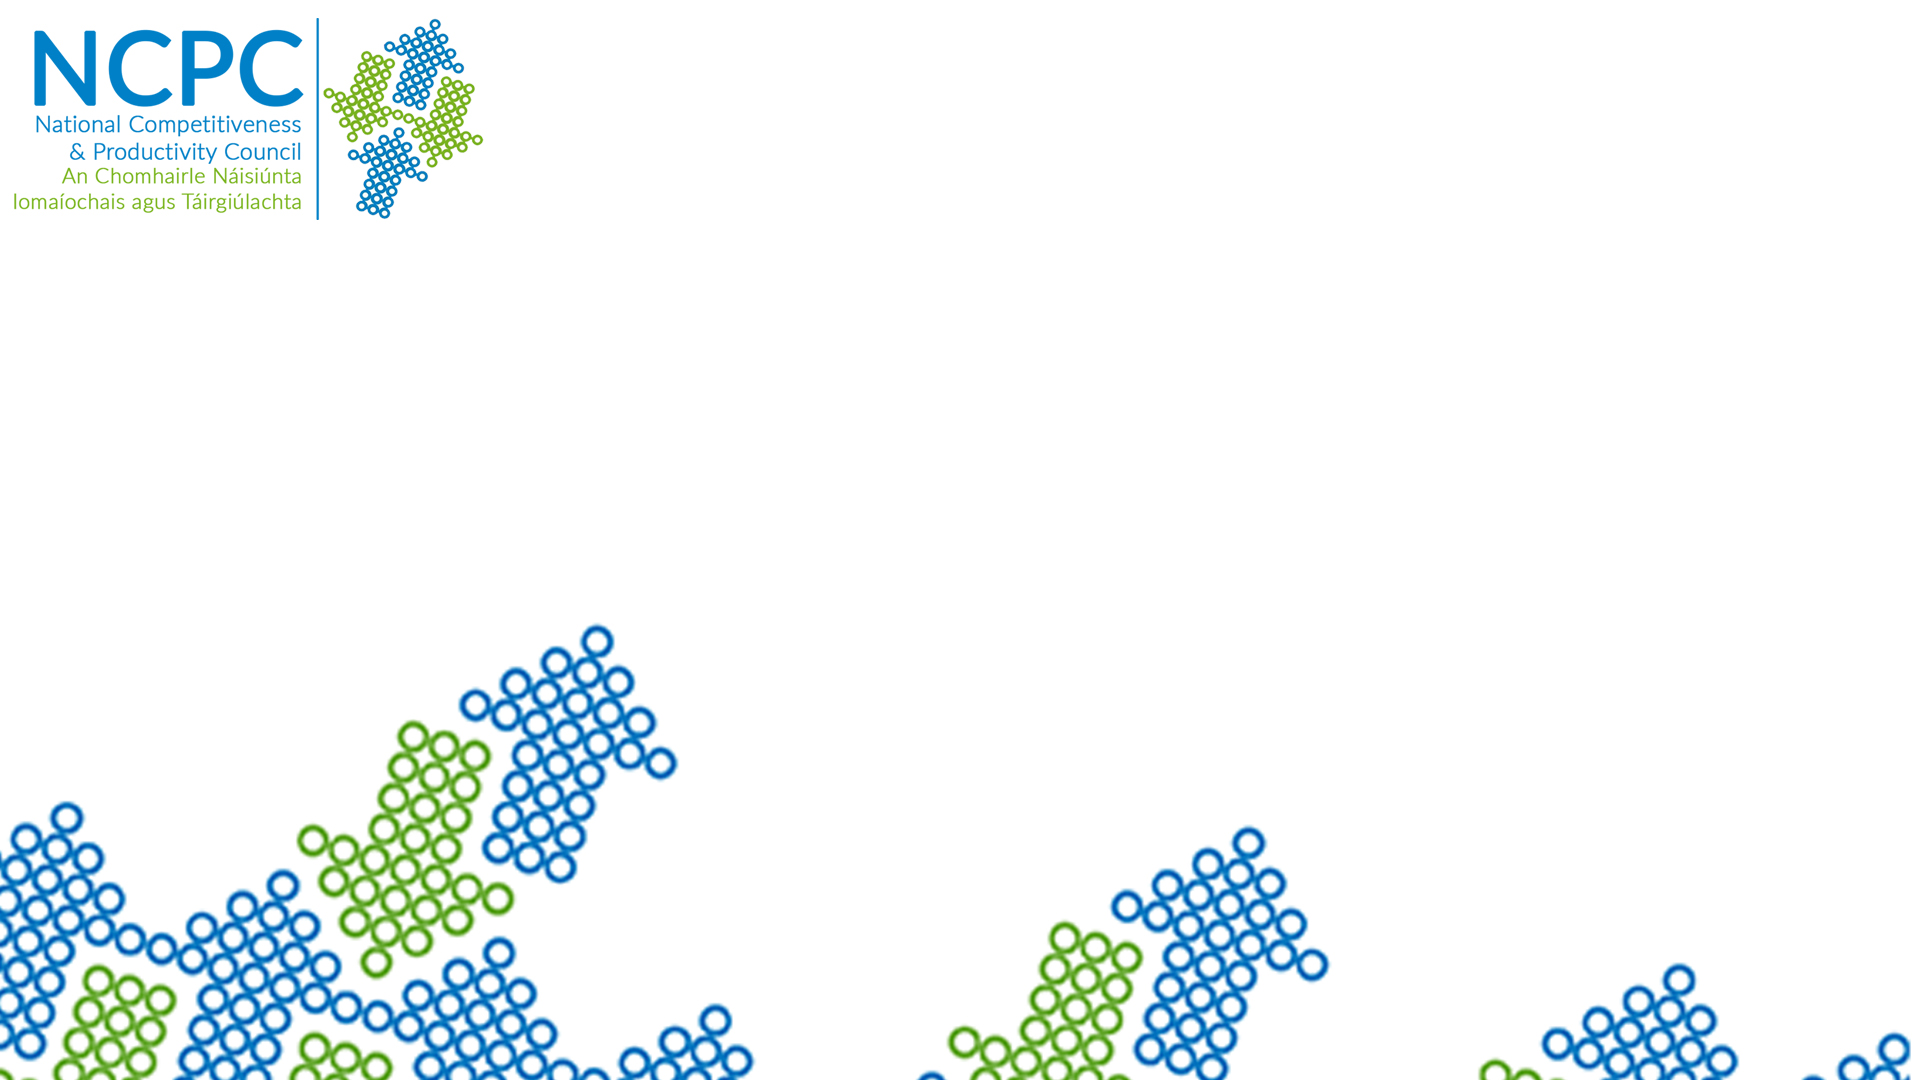 NCPC
National Competitiveness
& Productivity Council
An Chomhairle Náisiúnta
Iomaíochais agus Táirgiúlachta